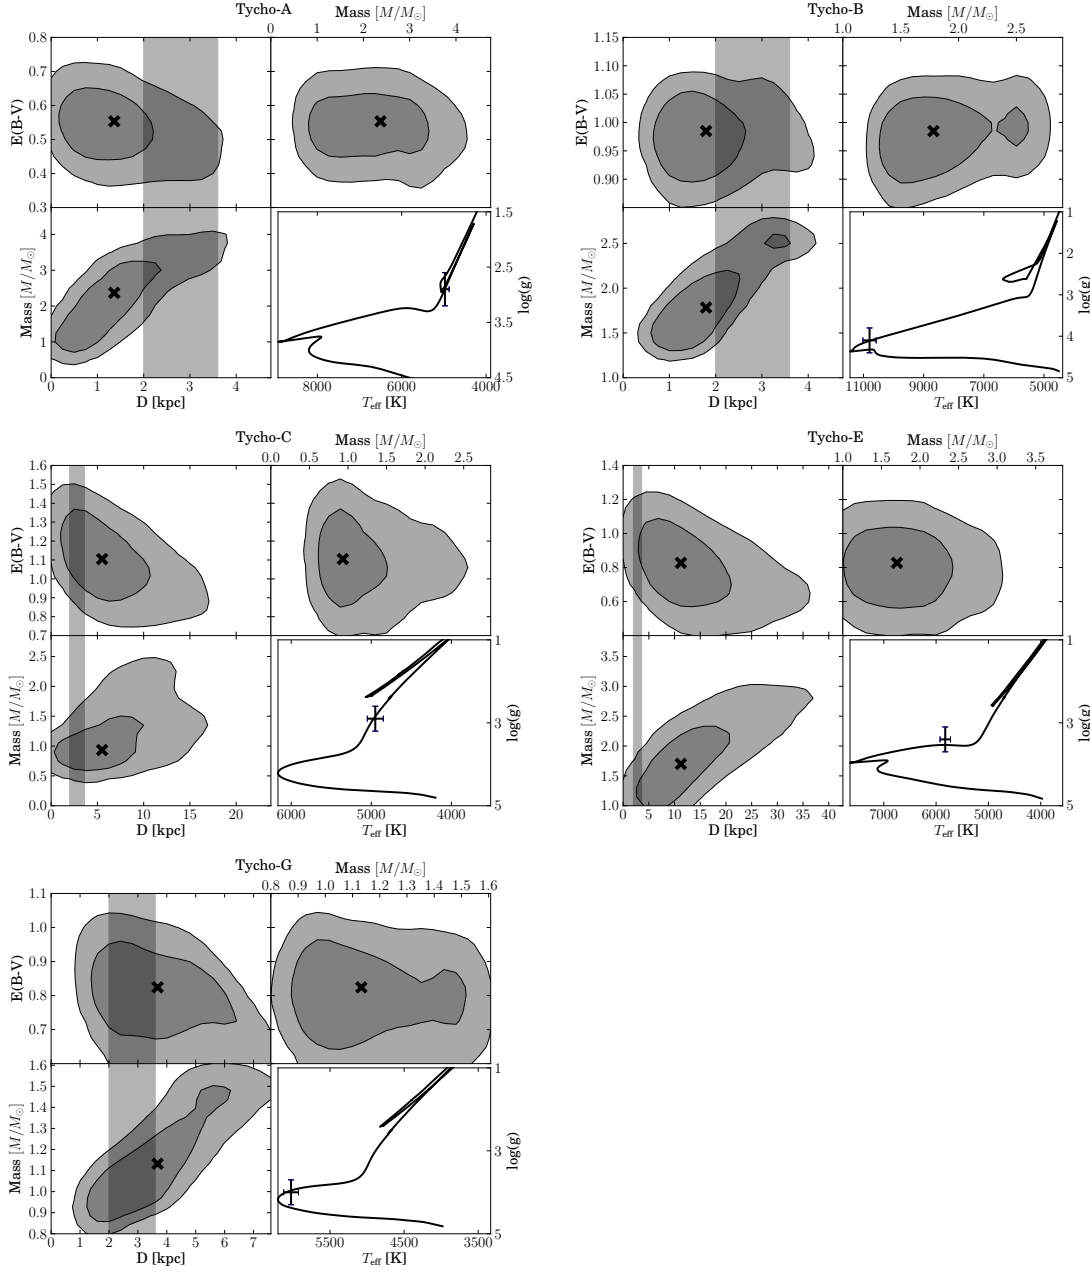 Tycho-A
Mass [M/M⊙]
0 1 2 3 4
E(B-V)
0.8
0.7
0.6
0.5
0.4
0.3
Mass [M/M⊙]
4
3
2
1
0
0 1 2 3 4
D [kpc]
1.5
2.5
3.5
4.5
log(g)
8000 6000 4000
Teff [K]
Tycho-B
Mass [M/M⊙]
1.0 1.5 2.0 2.5
E(B-V)
1.15
1.10
1.05
1.00
0.95
0.90
Mass [M/M⊙]
2.5
2.0
1.5
1.0
0 1 2 3 4
D [kpc]
1
2
3
4
5
log(g)
11000 9000 7000 5000
Teff [K]
Tycho-C
Mass [M/M⊙]
0.0 0.5 1.0 1.5 2.0 2.5
E(B-V)
1.6
1.5
1.4
1.3
1.2
1.1
1.0
0.9
0.8
0.7
Mass [M/M⊙]
2.5
2.0
1.5
1.0
0.5
0.0
0 5 10 15 20
D [kpc]
1
3
5
log(g)
6000 5000 4000
Teff [K]
Tycho-E
Mass [M/M⊙]
1.0 1.5 2.0 2.5 3.0 3.5
E(B-V)
1.4
1.2
1.0
0.8
0.6
Mass [M/M⊙]
3.0
2.5
2.0
1.5
1.0
0 5 10 15 20 25 30 35 40
D [kpc]
1
3
5
log(g)
7000 6000 5000 4000
Teff [K]
Tycho-G
Mass [M/M⊙]
0.8 0.9 1.0 1.1 1.2 1.3 1.4 1.5 1.6
E(B-V)
1.1
1.0
0.9
0.8
0.7
Mass [M/M⊙]
1.6
1.5
1.4
1.3
1.2
1.1
1.0
0.9
0.8
0 1 2 3 4 5 6 7
D [kpc]
1
3
5
log(g)
5500 4500 3500
Teff [K]